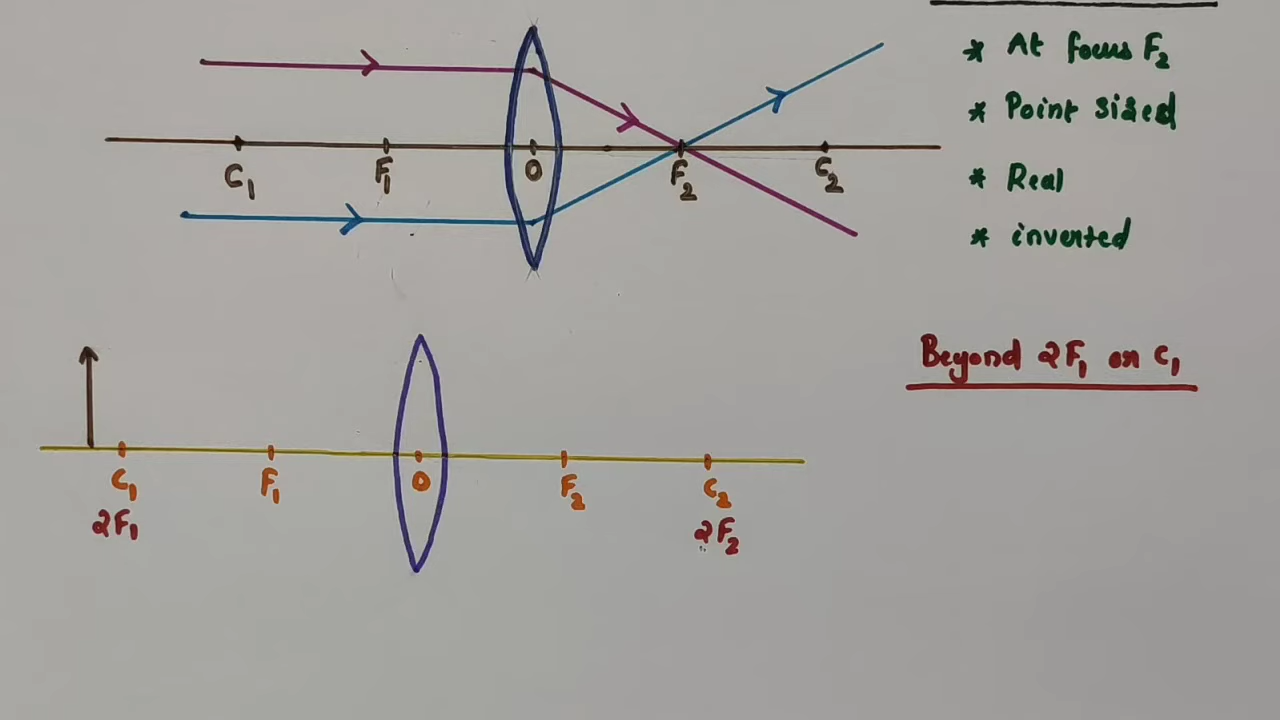 * At focus F₂
* Point sized
* Real
* inverted
C₁ F₁ O F₂ C₂
Beyond 2F₁ or C₁
C₁ F₁ O F₂ C₂
2F₁ 2F₂